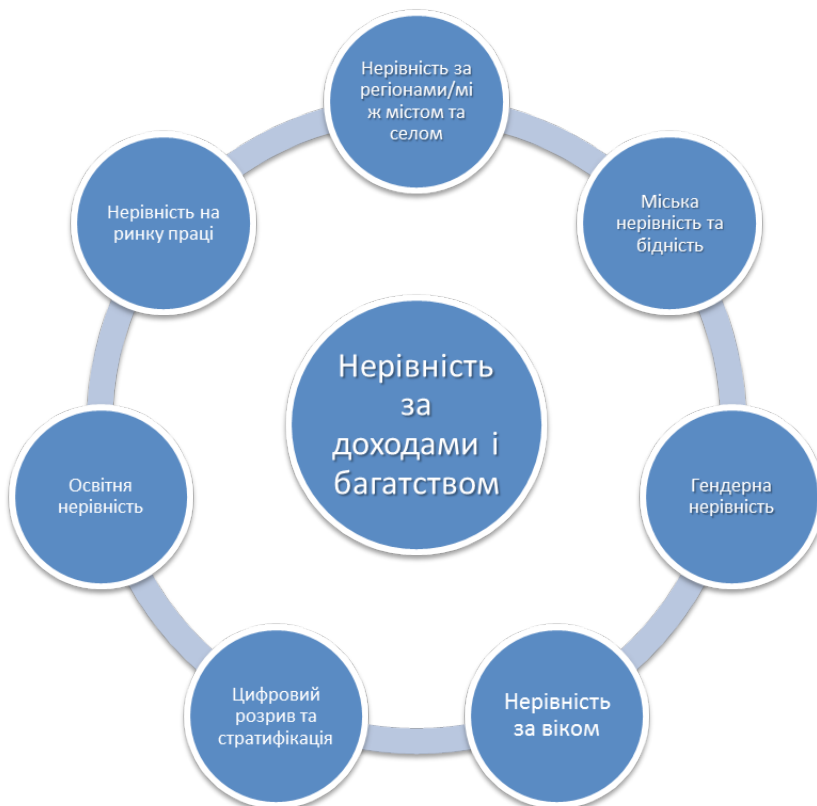 Нерівність за
регіонами/мі
ж містом та
селом
Міська
нерівність та
бідність
Нерівність на
ринку праці
Нерівність
за
доходами і
багатством
Освітня
нерівність
Гендерна
нерівність
Цифровий
розрив та
стратифікація
Нерівність
за віком